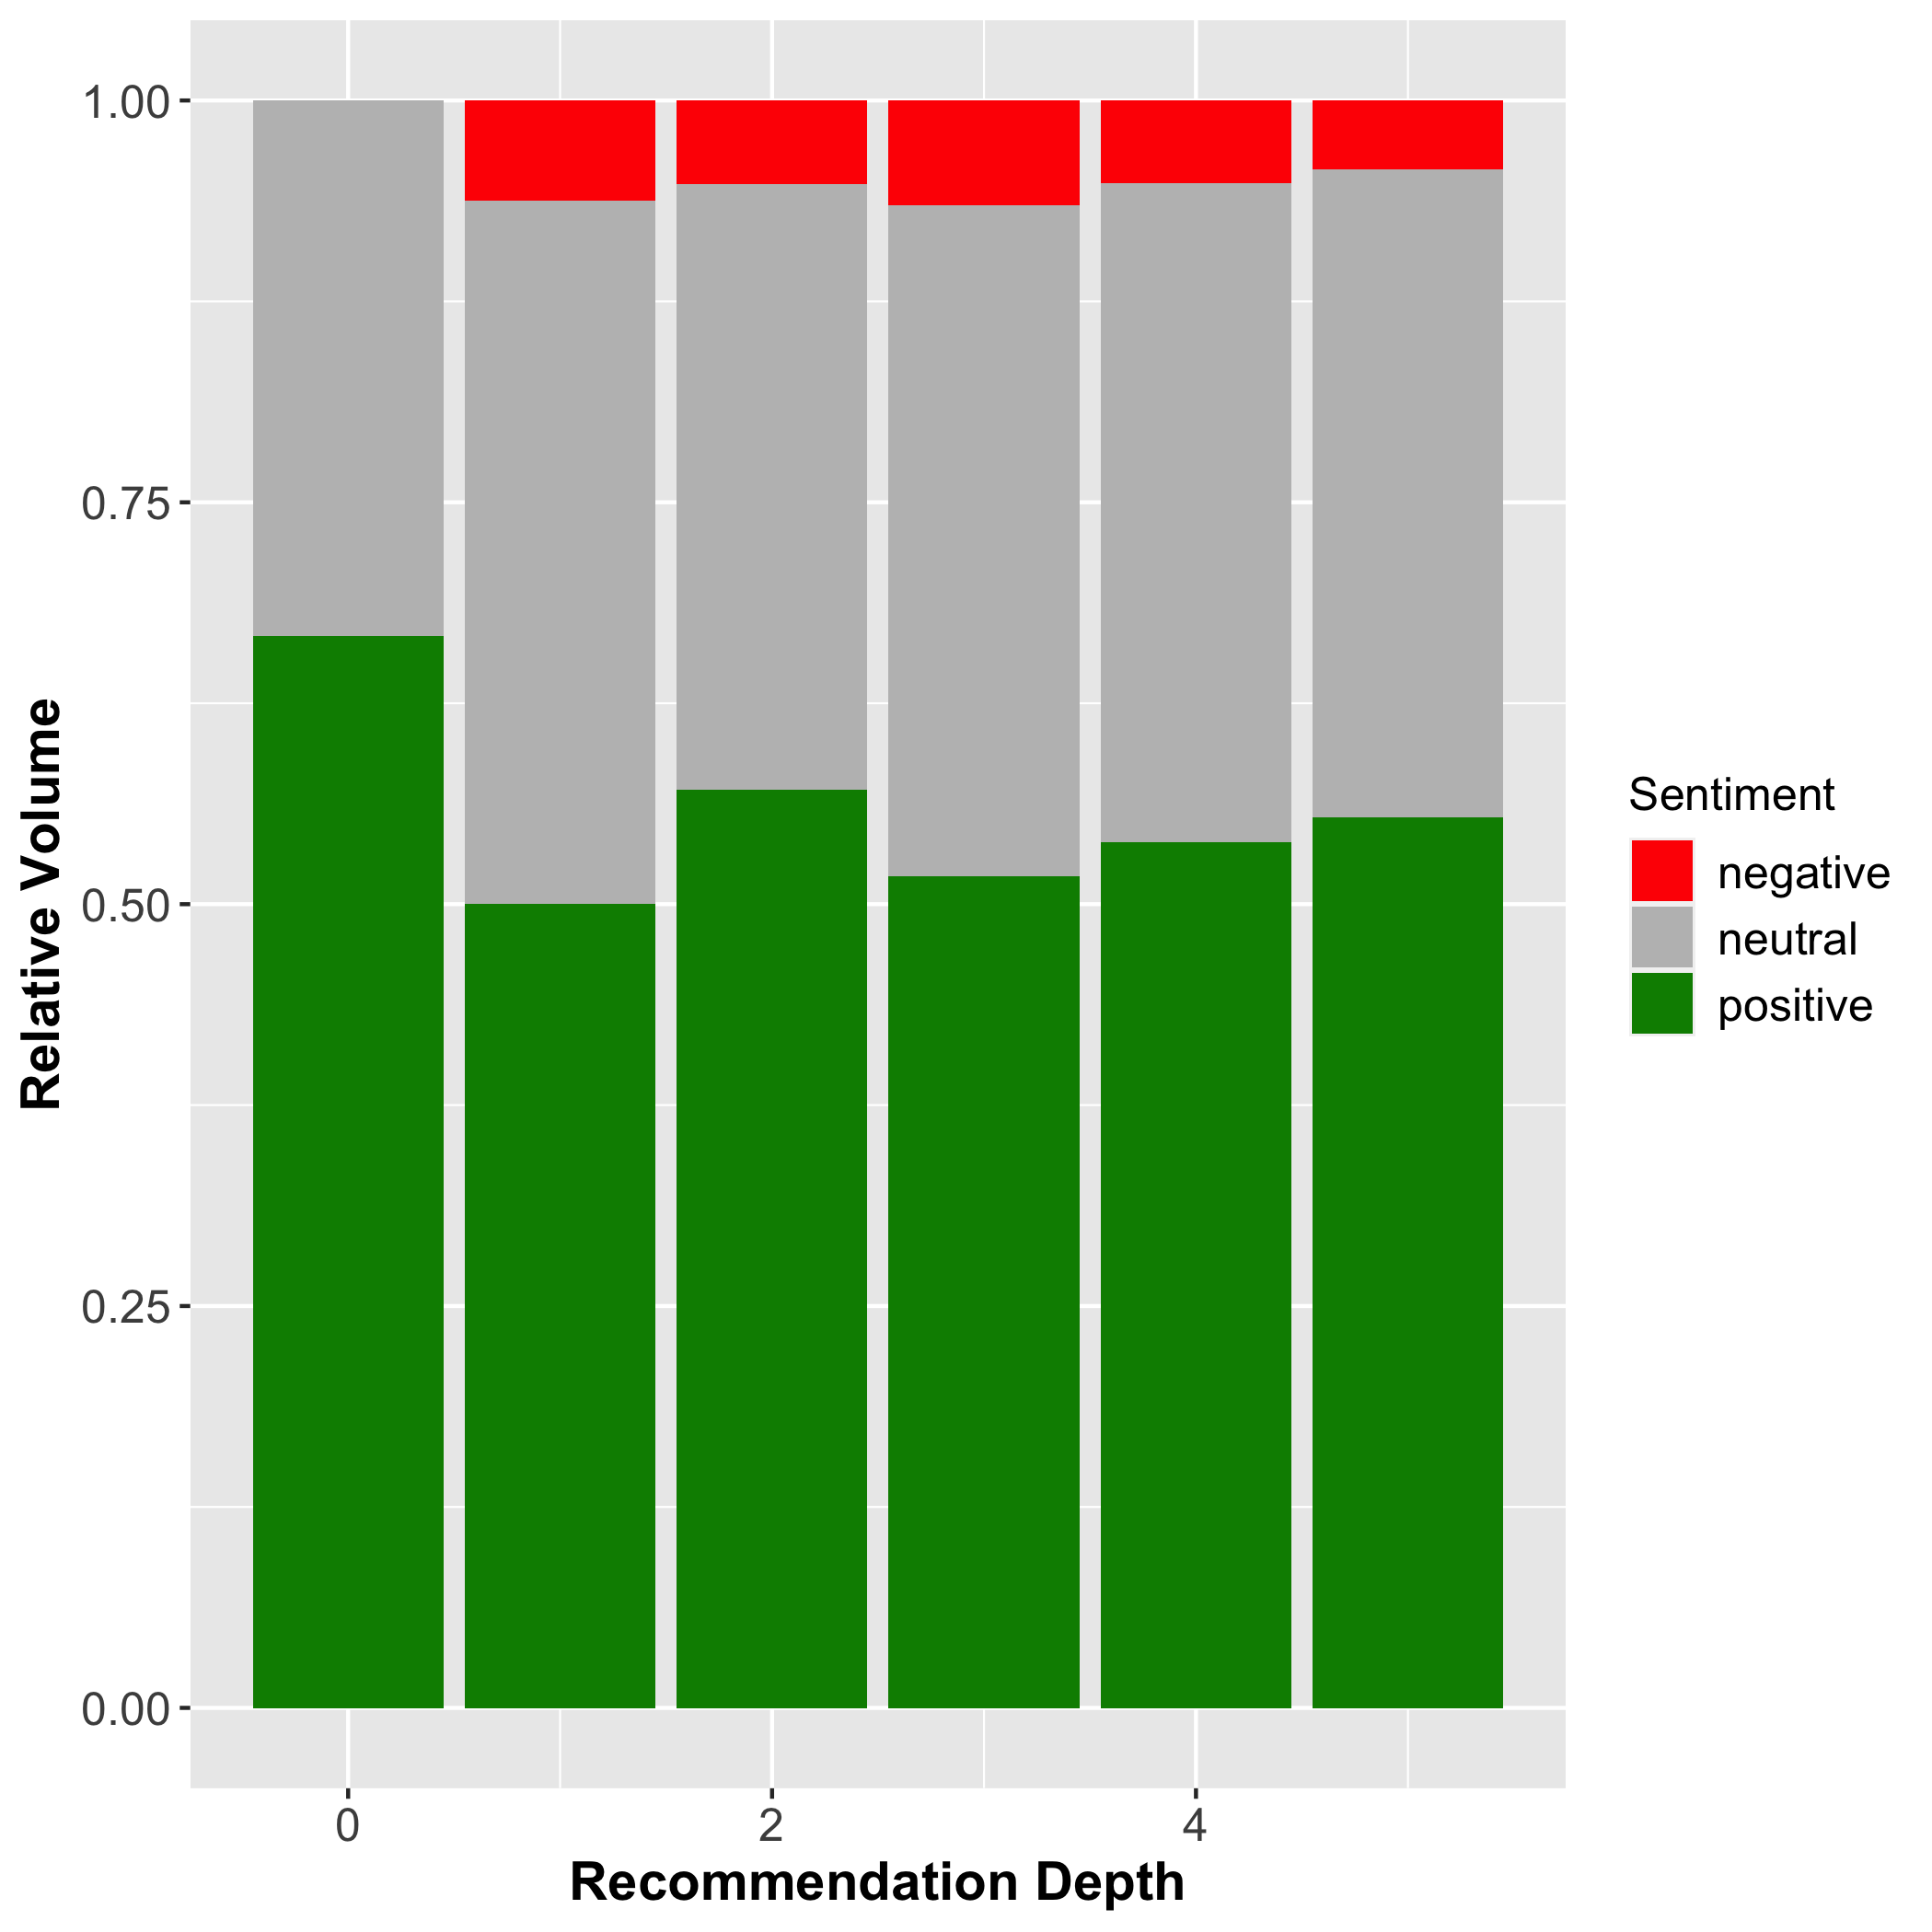 1.00
0.75
0.50
0.25
0.00
Relative Volume
0 2 4
Recommendation Depth
Sentiment
negative
neutral
positive